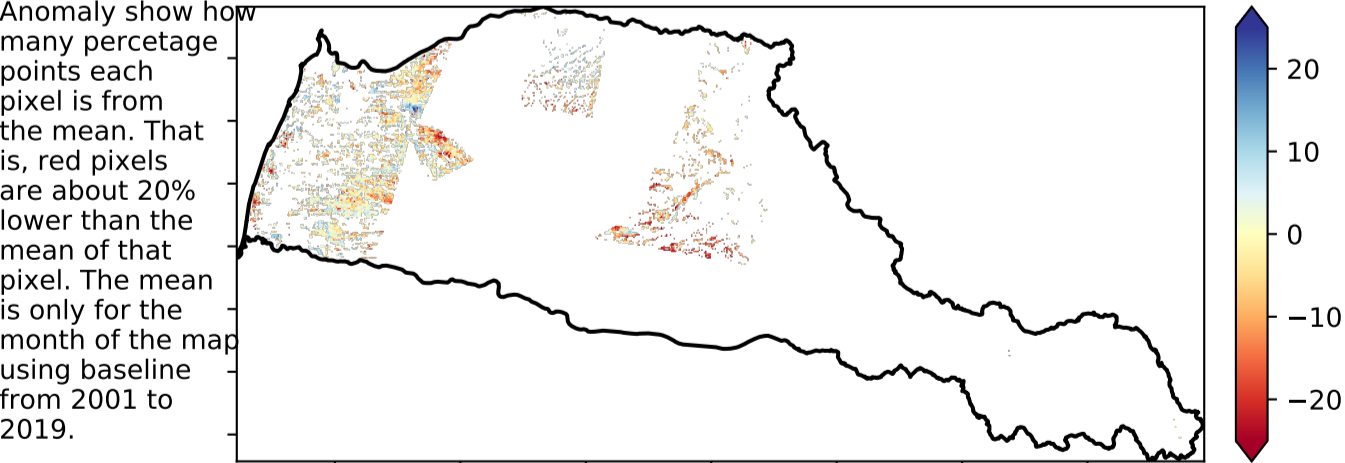 Anomaly show how
many percetage
points each
pixel is from
the mean. That
is, red pixels
are about 20%
lower than the
mean of that
pixel. The mean
is only for the
month of the map
using baseline
from 2001 to
2019.
20
10
0
−10
−20